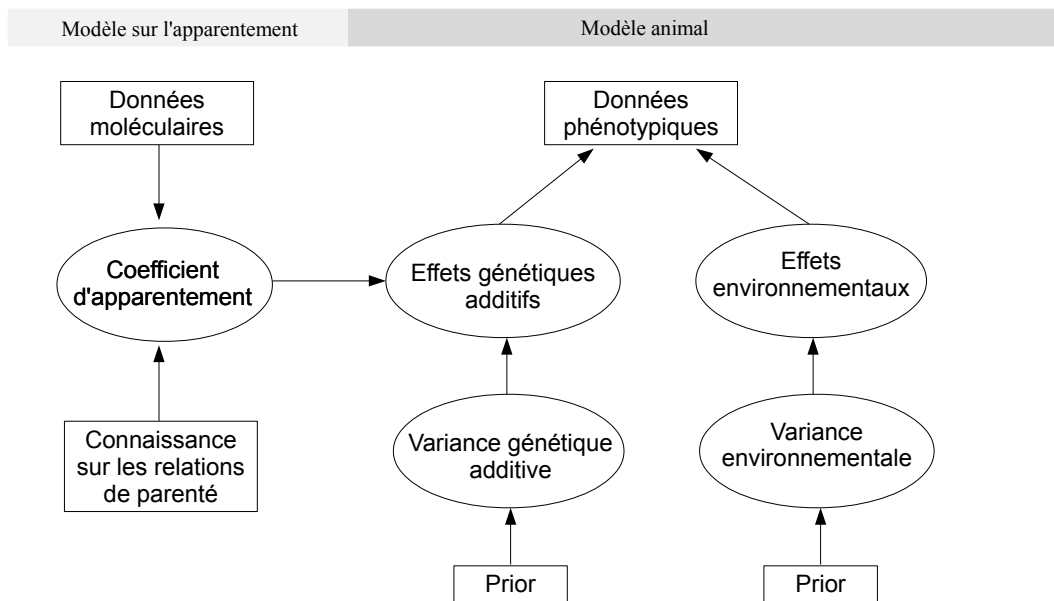 Modèle sur l'apparentement
Modèle animal
Données
moléculaires
Données
phénotypiques
Coefficient
d'apparentement
Effets génétiques
additifs
Effets
environnementaux
Connaissance
sur les relations
de parenté
Variance génétique
additive
Variance
environnementale
Prior
Prior